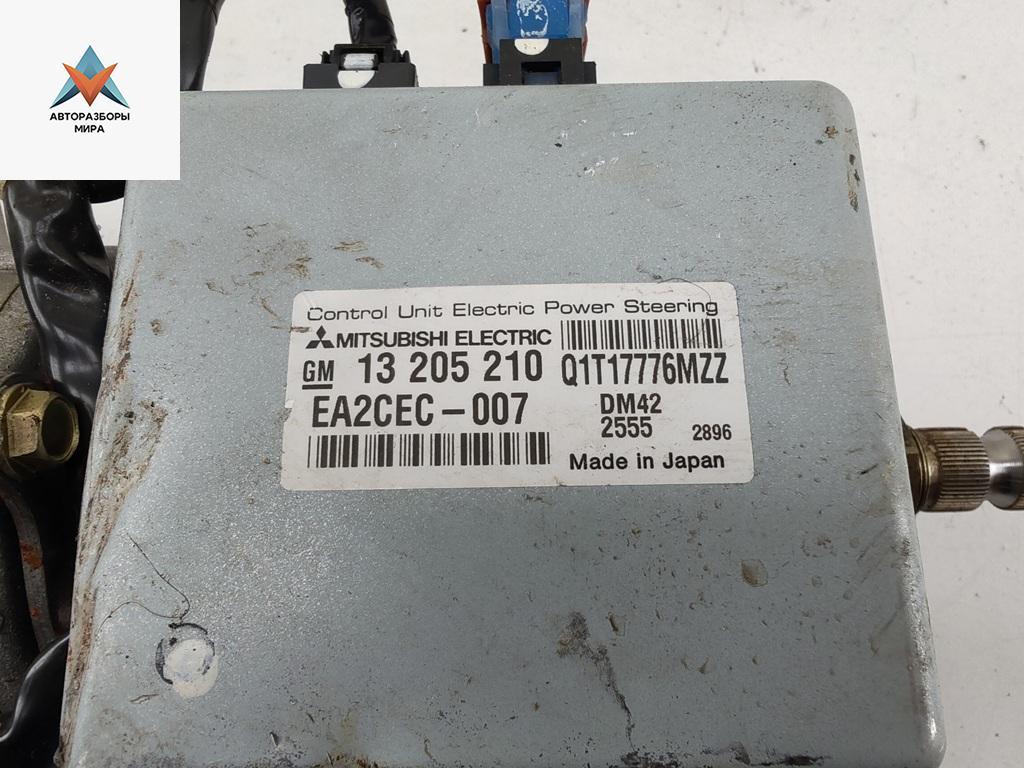 АВТОРАЗБОРЫ
МИРА
Control Unit Electric Power Steering
MITSUBISHI ELECTRIC
GM 13 205 210 Q1T17776MZZ
EA2CEC-007 DM42
2555 2896
Made in Japan